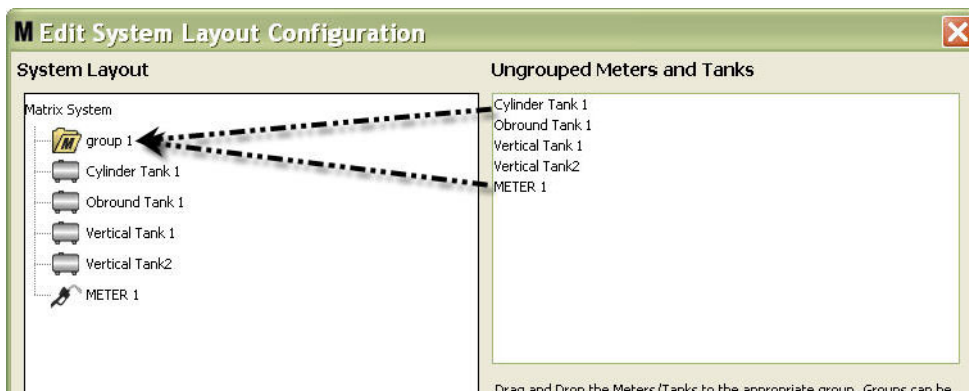 M Edit System Layout Configuration
System Layout
Matrix System
M group 1
Cylinder Tank 1
Obround Tank 1
Vertical Tank 1
Vertical Tank2
METER 1
Ungrouped Meters and Tanks
Cylinder Tank 1
Obround Tank 1
Vertical Tank 1
Vertical Tank2
METER 1
Drag and Drop the Meters/Tanks to the appropriate group. Groups can be